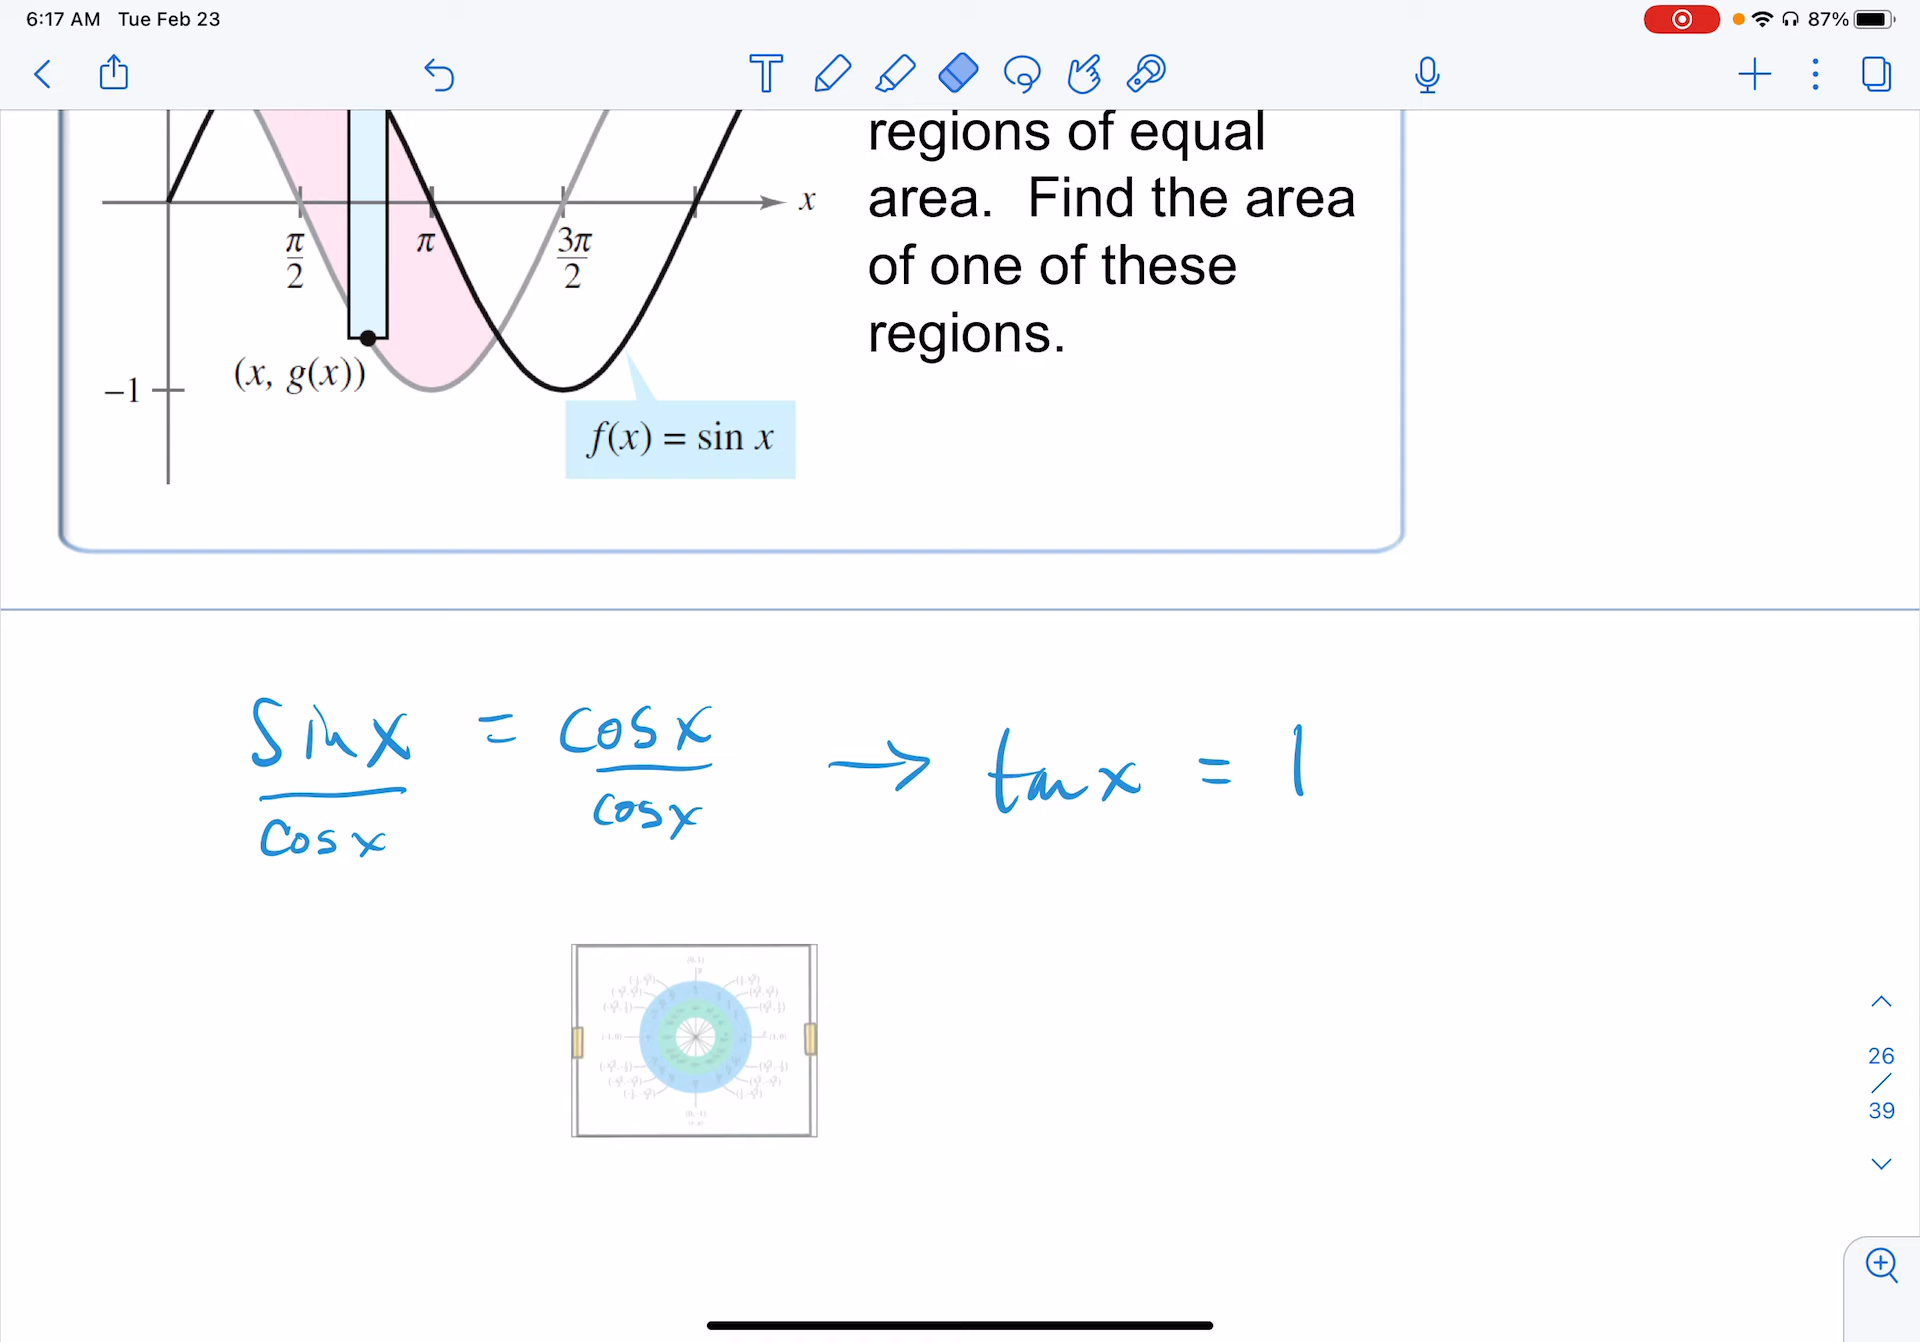 6:17 AM Tue Feb 23
87%
regions of equal
area. Find the area
of one of these
regions.
x
π/2
π
3π/2
(x, g(x))
−1
f(x) = sin x
sin x / cos x = cos x / cos x → tan x = 1
26
/
39